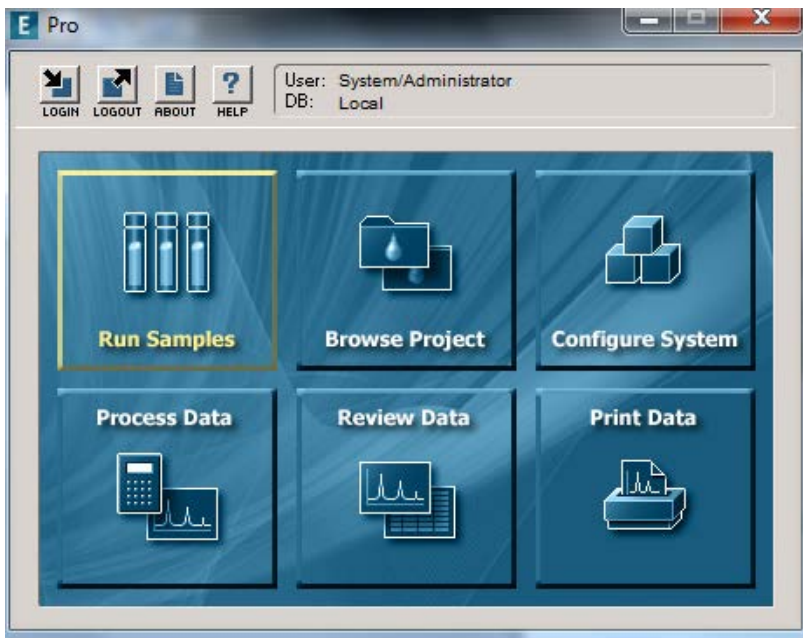 E Pro
LOGIN LOGOUT ABOUT HELP
User: System/Administrator
DB: Local
Run Samples
Browse Project
Configure System
Process Data
Review Data
Print Data